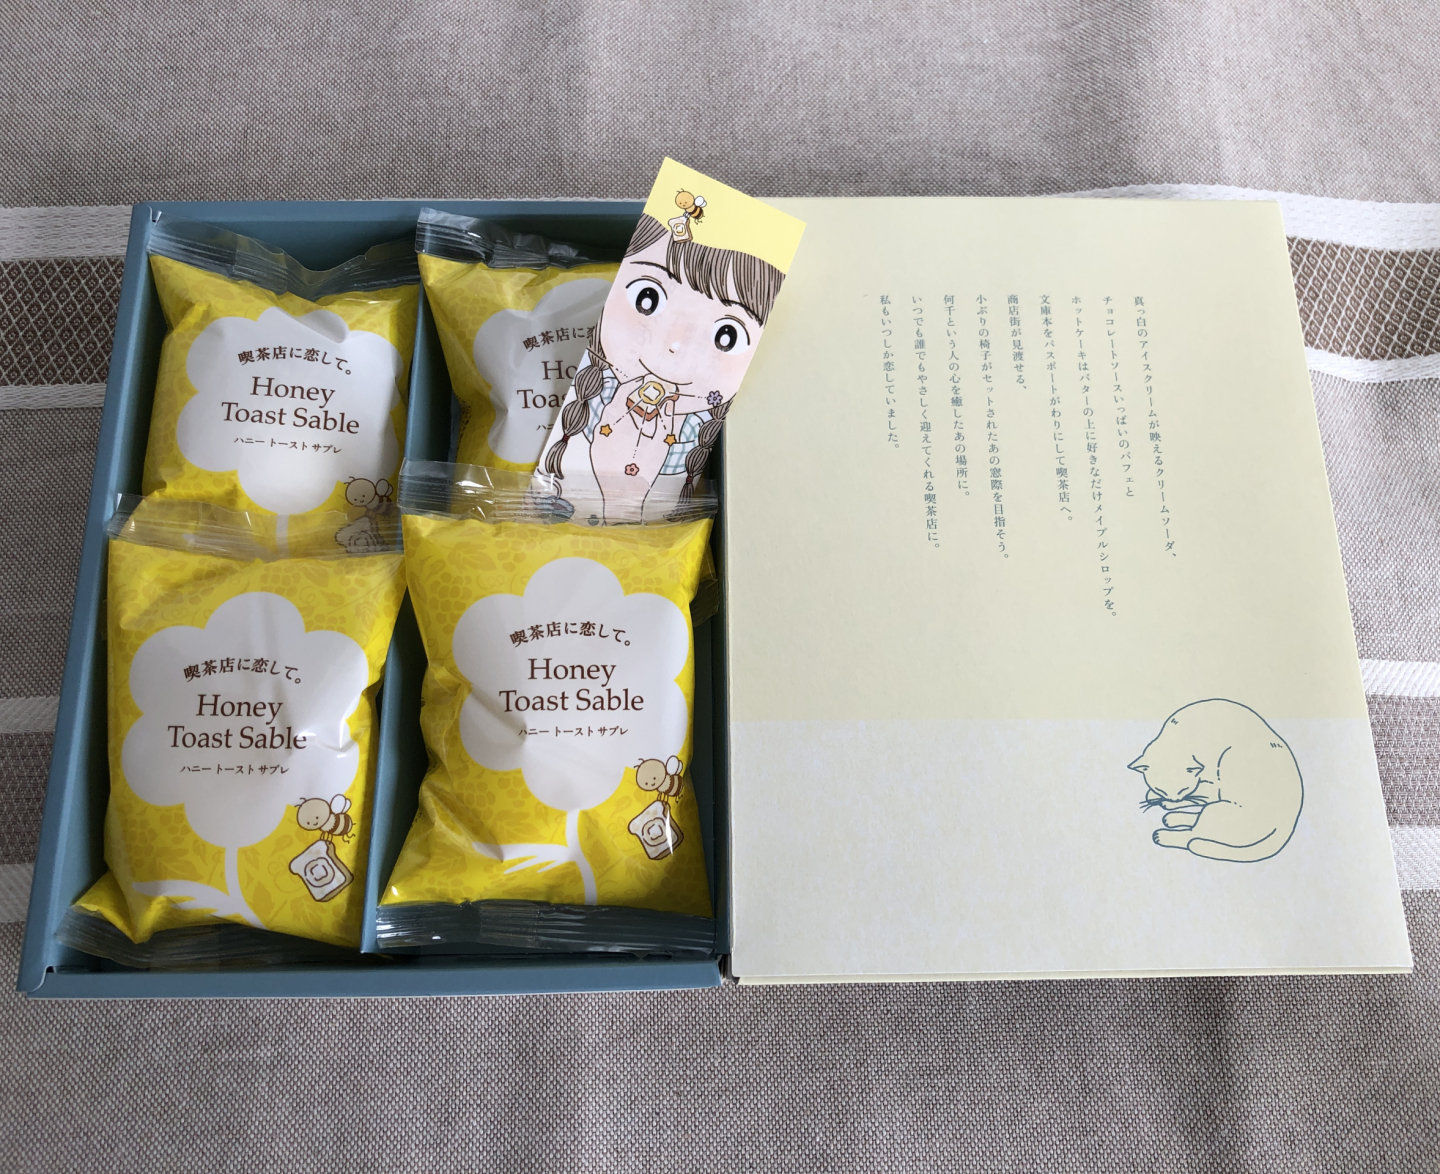 喫茶店に恋して。
Honey
Toast Sable
ハニー トースト サブレ
喫茶店に恋
Ho
Toas
ハニ
喫茶店に恋して。
Honey
Toast Sable
ハニー トースト サブレ
喫茶店に恋して。
Honey
Toast Sable
ハニー トースト サブレ
真っ白のアイスクリームが映えるクリームソーダ、
チョコレートソースいっぱいのパフェと
ホットケーキはバターの上に好きなだけメイプルシロップを。
文庫本をパスポートがわりにして喫茶店へ。
商店街が見渡せる、
小ぶりの椅子がセットされたあの窓際を目指そう。
何千という人の心を癒したあの場所に。
いつでも誰でもやさしく迎えてくれる喫茶店に。
私もいつしか恋していました。